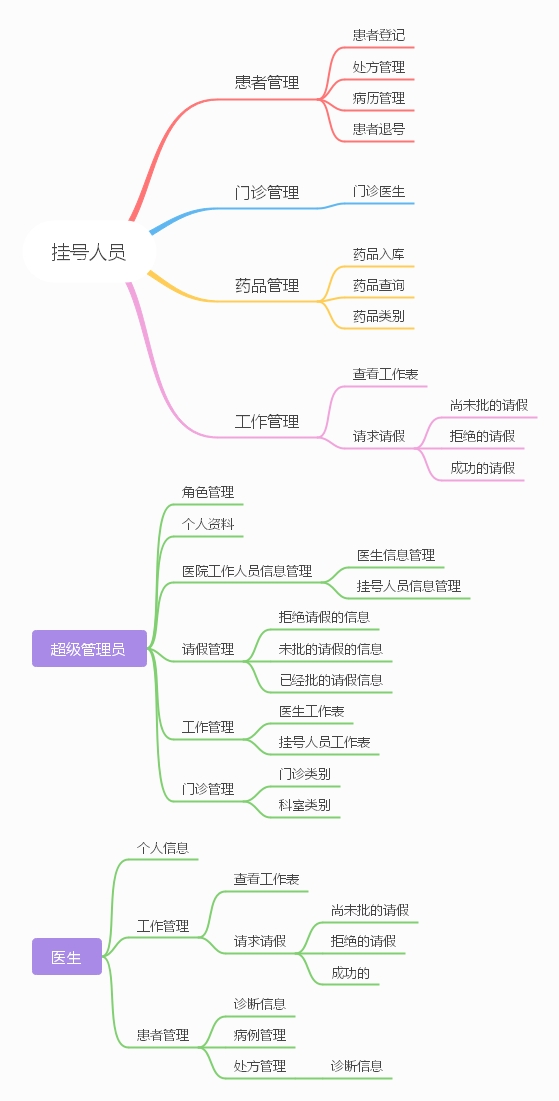 患者登记
处方管理
患者管理
病历管理
患者退号
门诊管理
门诊医生
挂号人员
药品入库
药品管理
药品查询
药品类别
查看工作表
工作管理
请求请假
尚未批的请假
拒绝的请假
成功的请假
角色管理
个人资料
医院工作人员信息管理
医生信息管理
挂号人员信息管理
超级管理员
请假管理
拒绝请假的信息
未批的请假的信息
已经批的请假信息
工作管理
医生工作表
挂号人员工作表
门诊管理
门诊类别
科室类别
个人信息
工作管理
查看工作表
请求请假
尚未批的请假
拒绝的请假
成功的
医生
患者管理
诊断信息
病例管理
处方管理
诊断信息